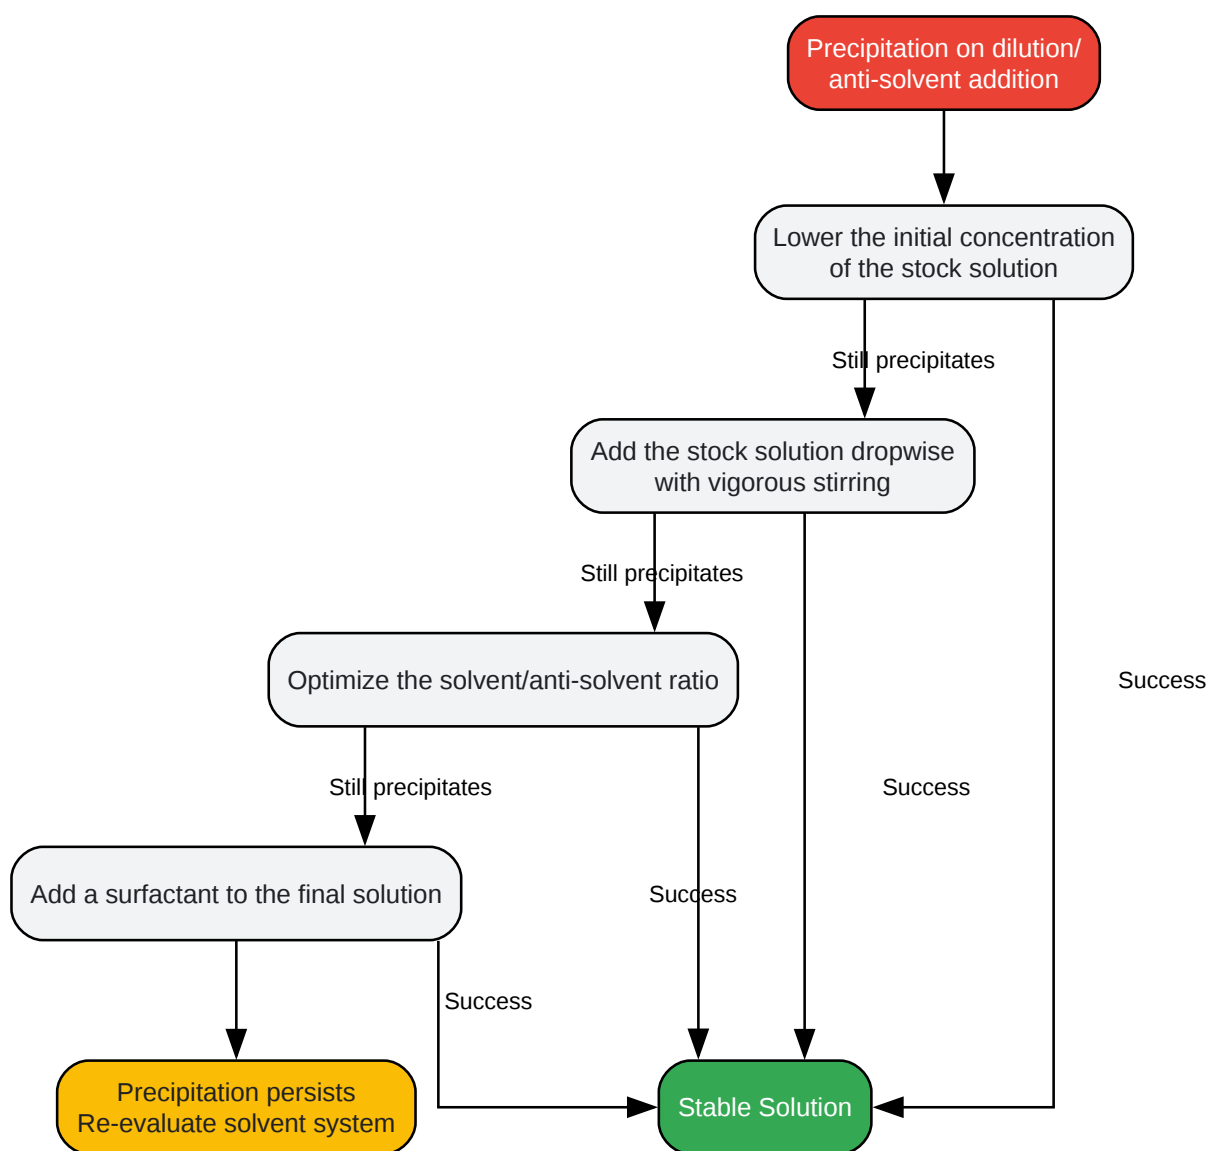 Precipitation on dilution/
anti-solvent addition
Lower the initial concentration
of the stock solution
Still precipitates
Add the stock solution dropwise
with vigorous stirring
Still precipitates
Optimize the solvent/anti-solvent ratio
Success
Still precipitates
Success
Add a surfactant to the final solution
Success
Success
Precipitation persists
Re-evaluate solvent system
Stable Solution